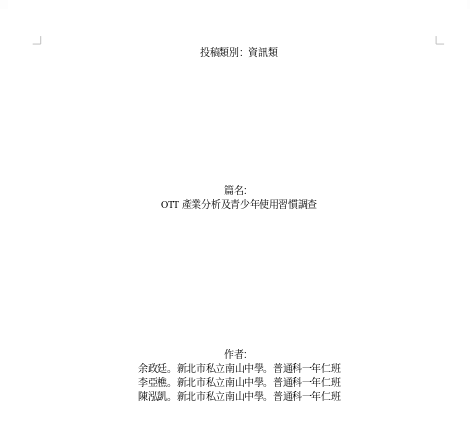 投稿類別：資訊類
篇名:
OTT 產業分析及青少年使用習慣調查
作者:
余政廷。新北市私立南山中學。普通科一年仁班
李亞樵。新北市私立南山中學。普通科一年仁班
陳泓凱。新北市私立南山中學。普通科一年仁班